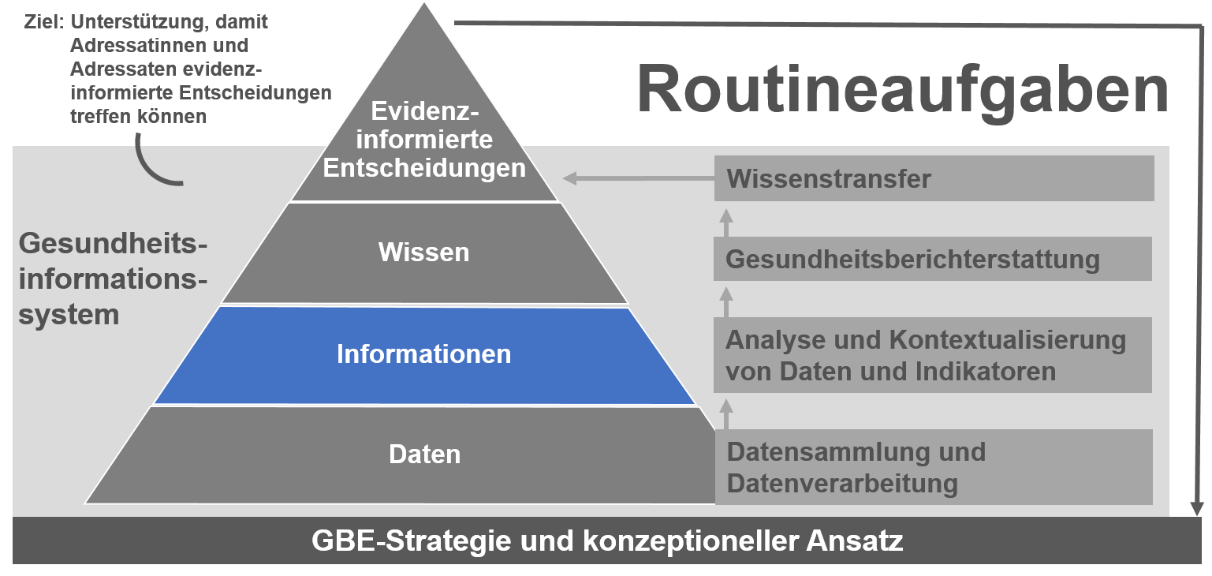 Ziel: Unterstützung, damit
Adressatinnen und
Adressaten evidenz-
informierte Entscheidungen
treffen können
Routineaufgaben
Evidenz-
informierte
Entscheidungen
Wissenstransfer
Gesundheits-
informations-
system
Wissen
Gesundheitsberichterstattung
Informationen
Analyse und Kontextualisierung
von Daten und Indikatoren
Daten
Datensammlung und
Datenverarbeitung
GBE-Strategie und konzeptioneller Ansatz